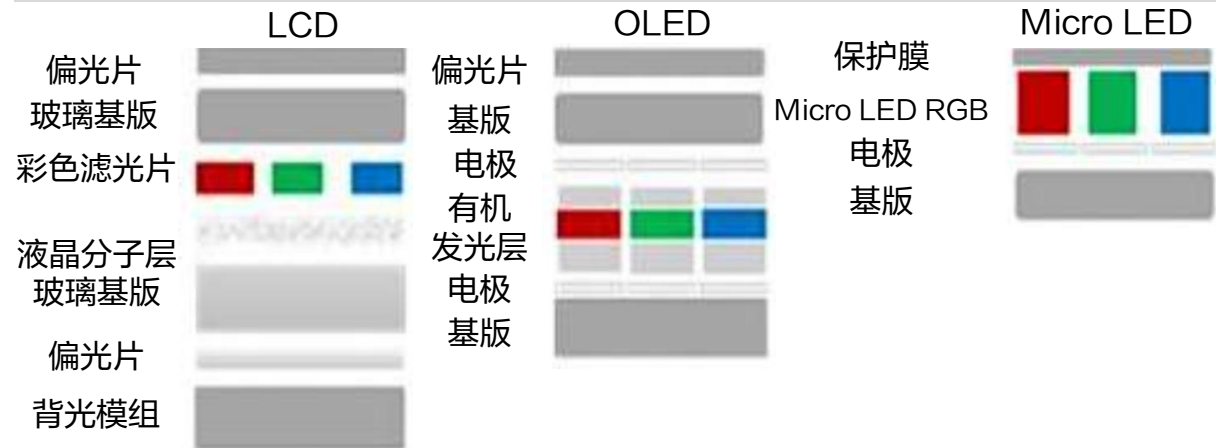 LCD
偏光片
玻璃基版
彩色滤光片
液晶分子层
玻璃基版
偏光片
背光模组
OLED
偏光片
基版
电极
有机
发光层
电极
基版
Micro LED
保护膜
Micro LED RGB
电极
基版